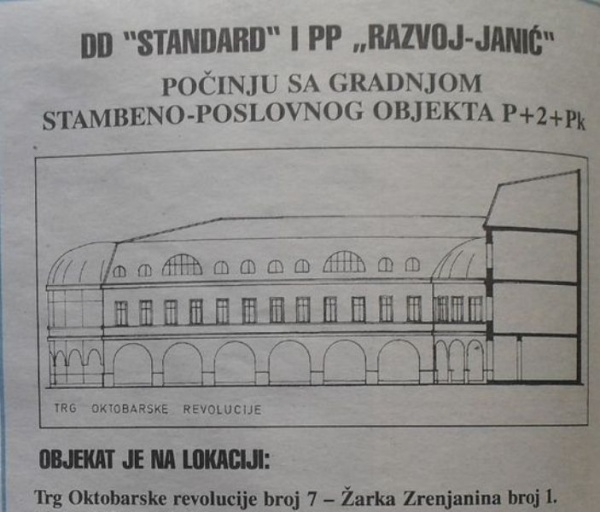 DD "STANDARD" I PP „RAZVOJ-JANIĆ“
POČINJU SA GRADNJOM
STAMBENO-POSLOVNOG OBJEKTA P+2+Pk
TRG OKTOBARSKE REVOLUCIJE
OBJEKAT JE NA LOKACIJI:
Trg Oktobarske revolucije broj 7 – Žarka Zrenjanina broj 1.